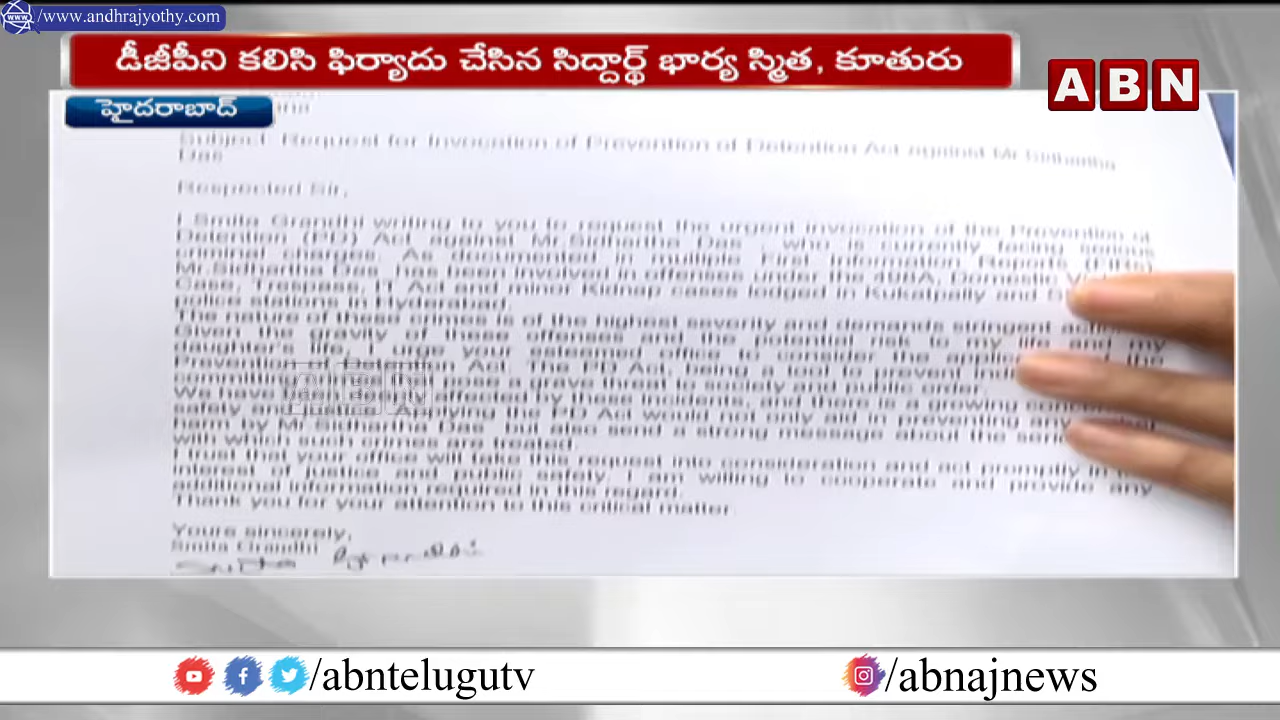 /www.andhrajyothy.com
డీజీపీని కలిసి ఫిర్యాదు చేసిన సిద్దార్థ్ భార్య స్మిత, కూతురు
ABN
హైదరాబాద్
Subject: Request for Invocation of Prevention of Detention Act against Mr.Sidhartha
Das
Respected Sir,
I Smita Grandhi writing to you to request the urgent invocation of the Prevention of
Detention (PD) Act against Mr.Sidhartha Das , who is currently facing serious
criminal charges. As documented in multiple First Information Reports (FIRs)
Mr.Sidhartha Das, has been involved in offenses under the 498A, Domestic
Case, Trespass, IT Act and minor Kidnap cases lodged in Kukatpally and
police stations in Hyderabad.
The nature of these crimes is of the highest severity and demands stringent
Given the gravity of these offenses and the potential risk to my life and my
daughter's life, I urge your esteemed office to consider the the
Act. The PD Act, being a tool to prevent
pose a grave threat to society and public order.
We have affected by these incidents, and there is a growing
safety the PD Act would not only aid in preventing any
harm by Mr.Sidhartha Das but also send a strong message about the
with which such crimes are treated.
I trust that your office will take this request into consideration and act promptly in
interest of justice and public safety. I am willing to cooperate and provide any
additional information required in this regard.
Thank you for your attention to this critical matter.
Yours sincerely,
Smita Grandhi
ABN
/abntelugutv
/abnajnews